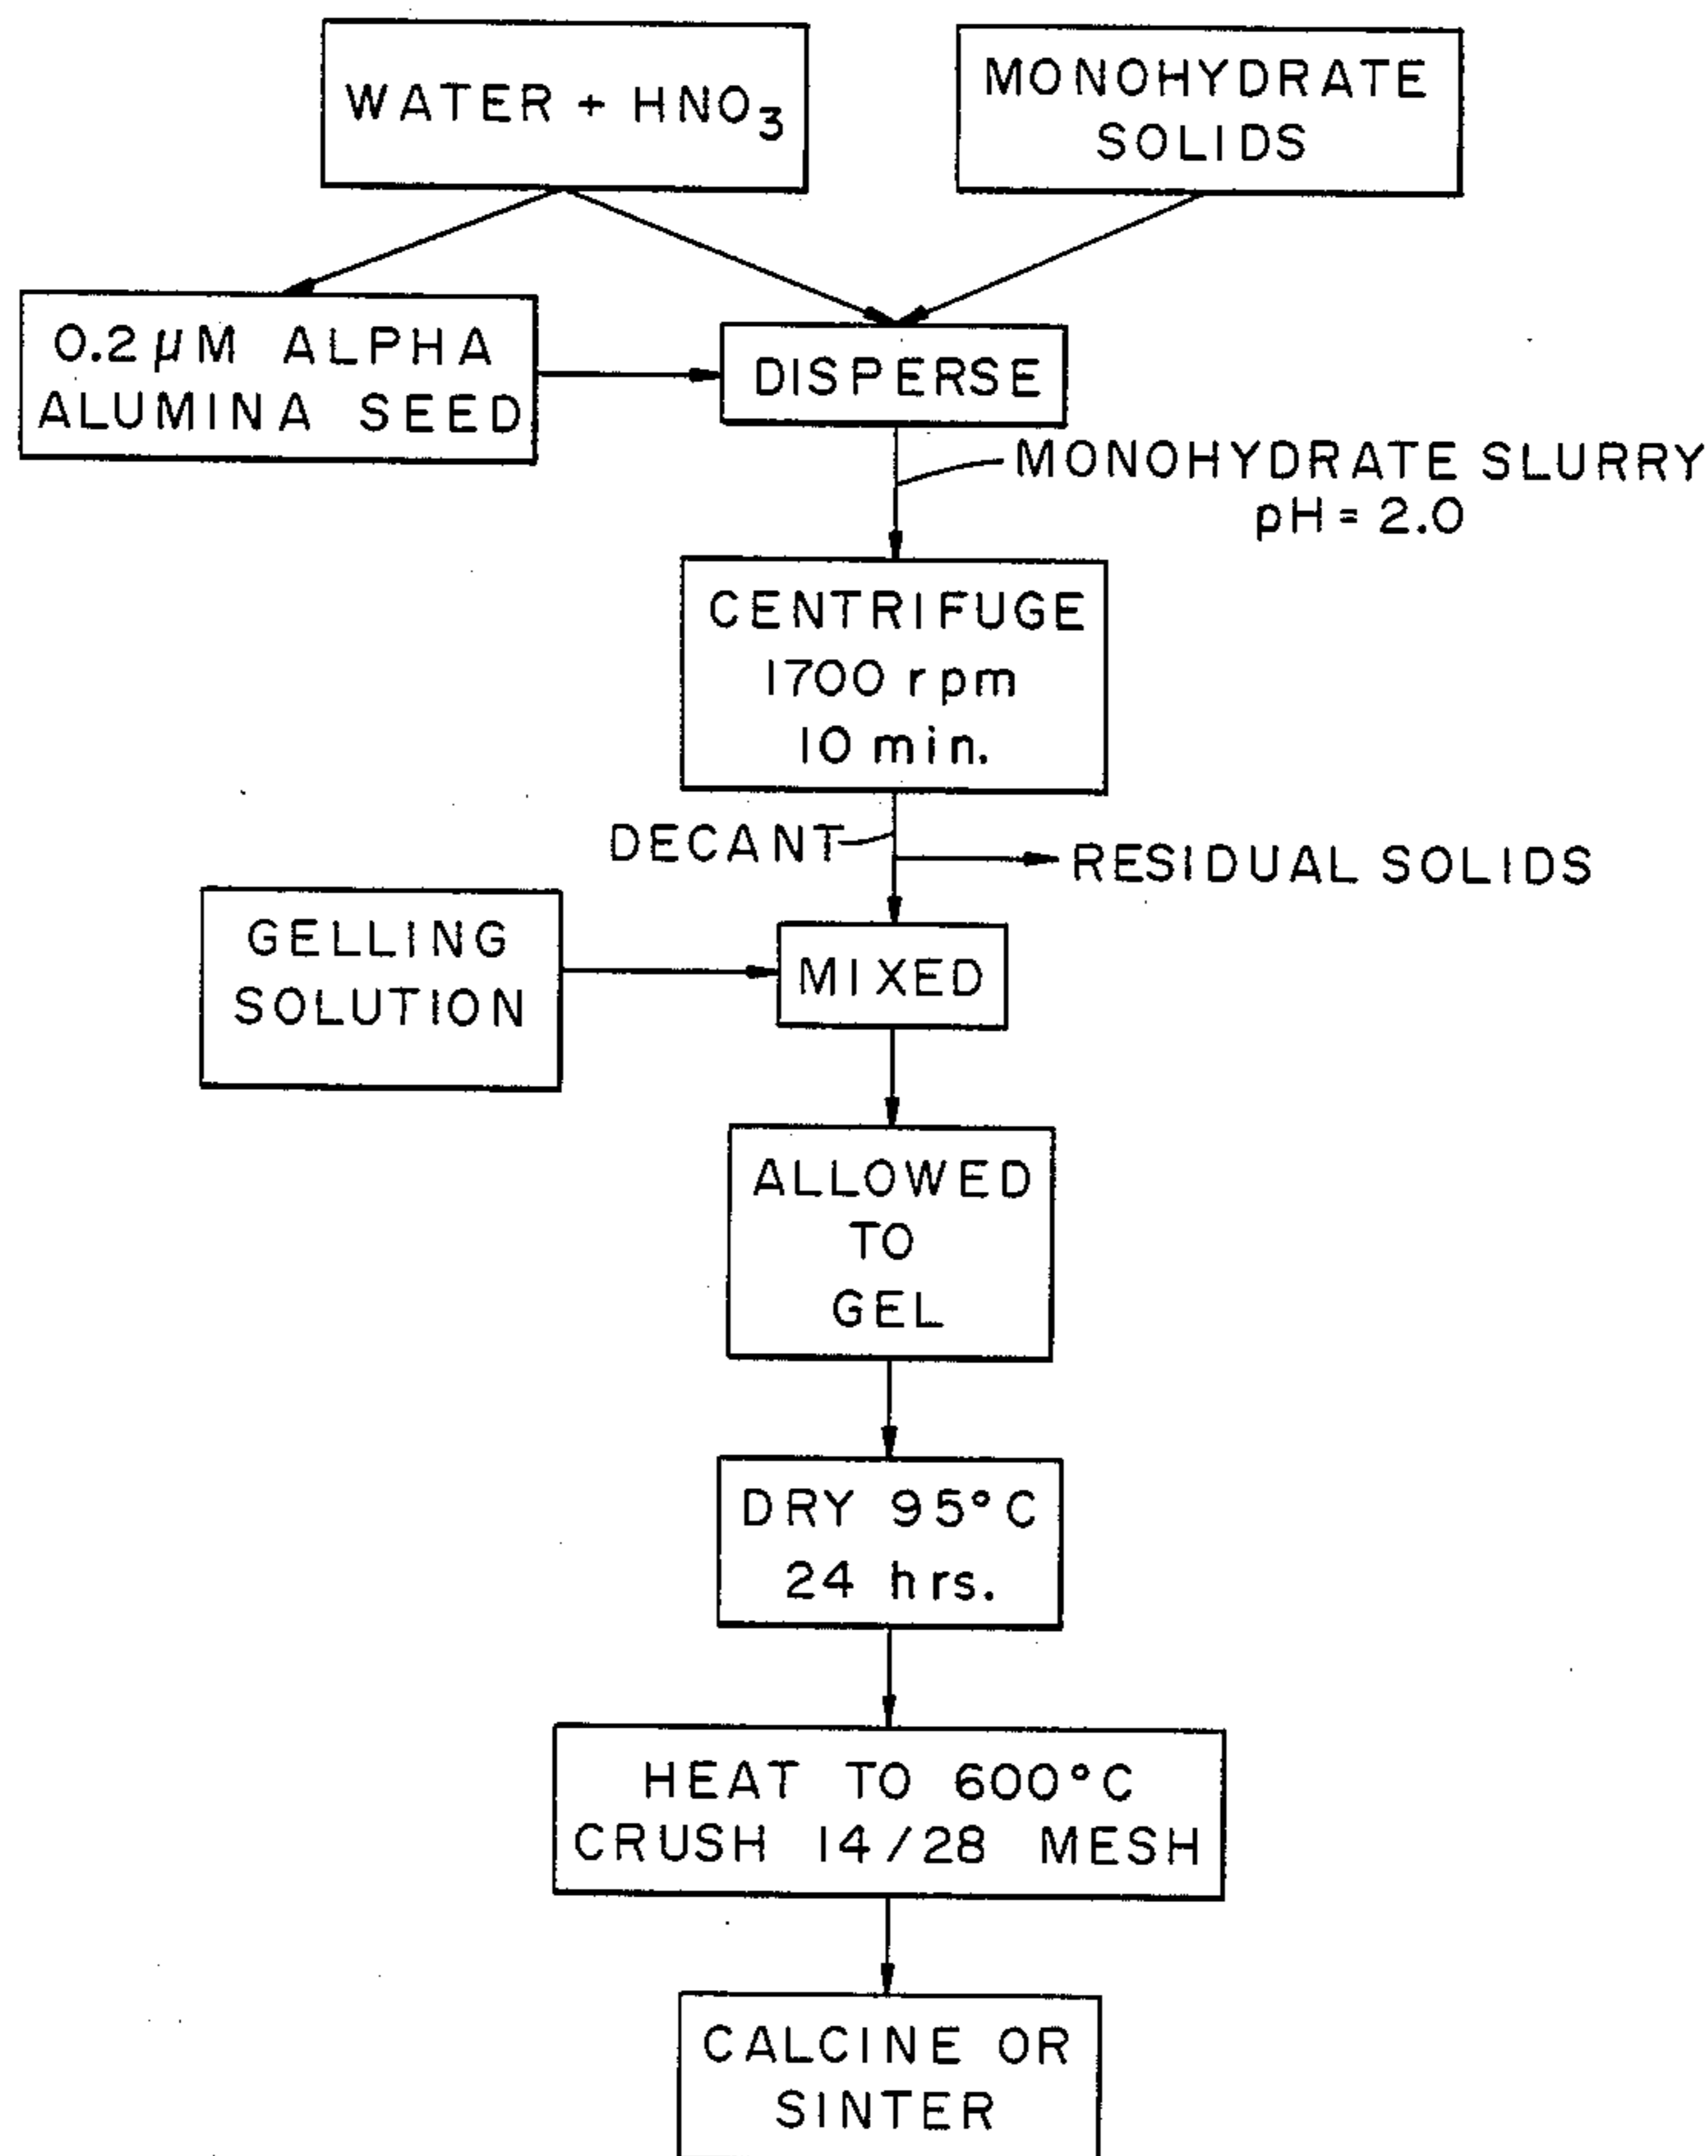 WATER + HNO₃
MONOHYDRATE
SOLIDS
0.2 µM ALPHA
ALUMINA SEED
DISPERSE
MONOHYDRATE SLURRY
pH = 2.0
CENTRIFUGE
1700 rpm
10 min.
DECANT
RESIDUAL SOLIDS
GELLING
SOLUTION
MIXED
ALLOWED
TO
GEL
DRY 95°C
24 hrs.
HEAT TO 600°C
CRUSH 14/28 MESH
CALCINE OR
SINTER